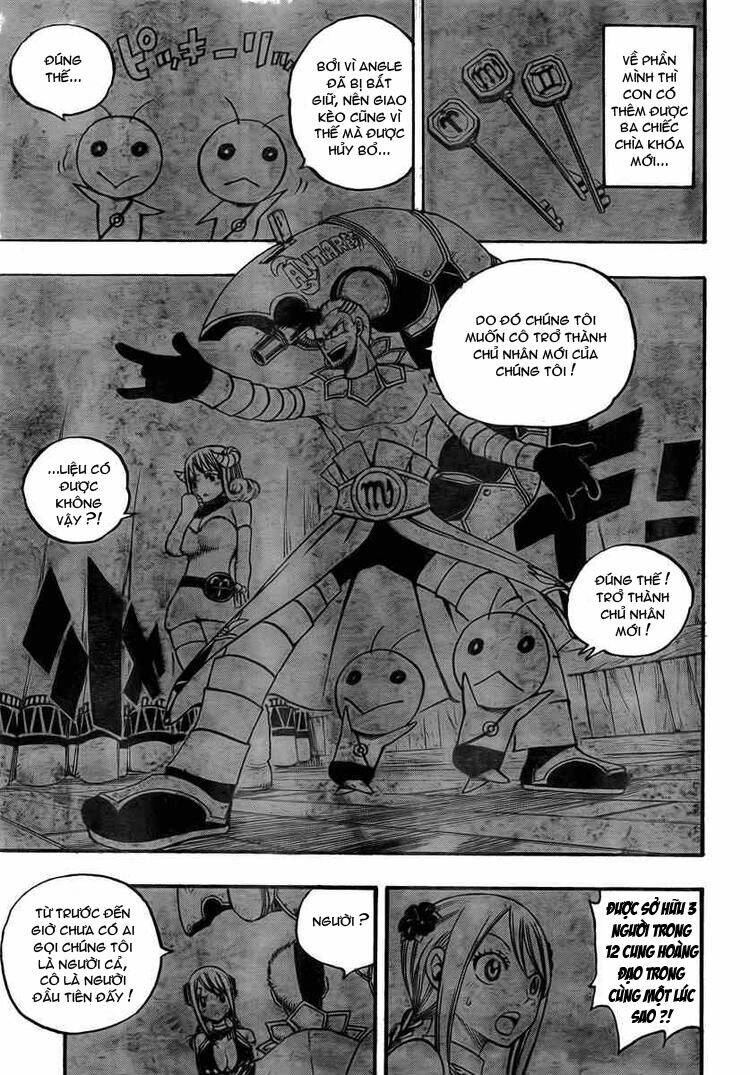 VỀ PHẦN
MÌNH THÌ
CON CÓ
THÊM ĐƯỢC
BA CHIẾC
CHÌA KHÓA
MỚI...
BỞI VÌ ANGLE
ĐÃ BỊ BẮT
GIỮ, NÊN GIAO
KÈO CŨNG VÌ
THẾ MÀ ĐƯỢC
HỦY BỎ...
ピッキーリッ
ĐÚNG
THẾ...
ANTARES
DO ĐÓ CHÚNG TÔI
MUỐN CÔ TRỞ THÀNH
CHỦ NHÂN MỚI CỦA
CHÚNG TÔI !
...LIỆU CÓ
ĐƯỢC
KHÔNG
VẬY ?!
ĐÚNG THẾ !
TRỞ THÀNH
CHỦ NHÂN
MỚI !
ĐƯỢC SỞ HỮU 3
NGƯỜI TRONG
12 CUNG HOÀNG
ĐẠO TRONG
CÙNG MỘT LÚC
SAO ?!
NGƯỜI ?
TỪ TRƯỚC ĐẾN
GIỜ CHƯA CÓ AI
GỌI CHÚNG TÔI
LÀ NGƯỜI CẢ,
CÔ LÀ NGƯỜI
ĐẦU TIÊN ĐẤY !